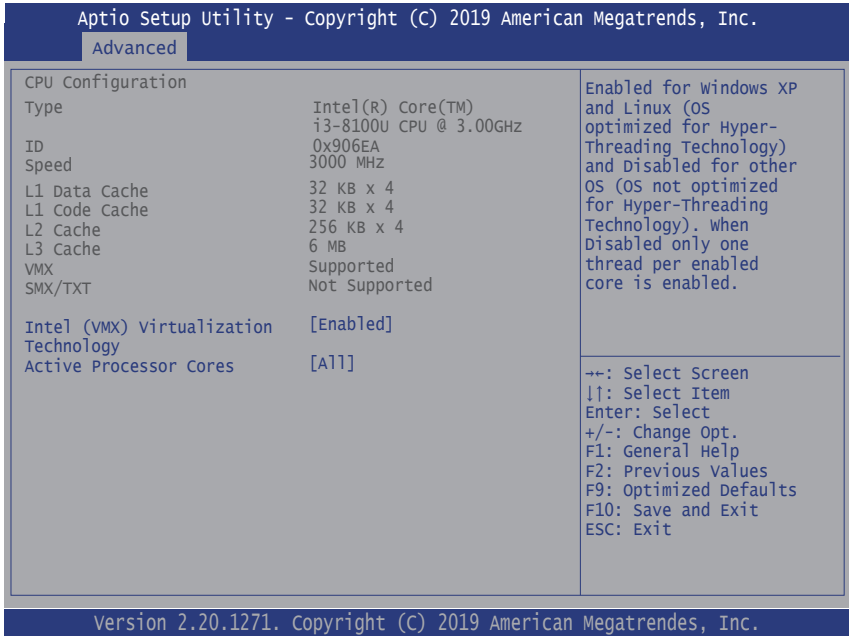 Aptio Setup Utility - Copyright (C) 2019 American Megatrends, Inc.
Advanced
CPU Configuration
Type Intel(R) Core(TM)
i3-8100U CPU @ 3.00GHz
ID 0x906EA
Speed 3000 MHz
L1 Data Cache 32 KB x 4
L1 Code Cache 32 KB x 4
L2 Cache 256 KB x 4
L3 Cache 6 MB
VMX Supported
SMX/TXT Not Supported
Intel (VMX) Virtualization [Enabled]
Technology
Active Processor Cores [All]
Enabled for Windows XP
and Linux (OS
optimized for Hyper-
Threading Technology)
and Disabled for other
OS (OS not optimized
for Hyper-Threading
Technology). When
Disabled only one
thread per enabled
core is enabled.
→←: Select Screen
↓↑: Select Item
Enter: Select
+/-: Change Opt.
F1: General Help
F2: Previous Values
F9: Optimized Defaults
F10: Save and Exit
ESC: Exit
Version 2.20.1271. Copyright (C) 2019 American Megatrendes, Inc.